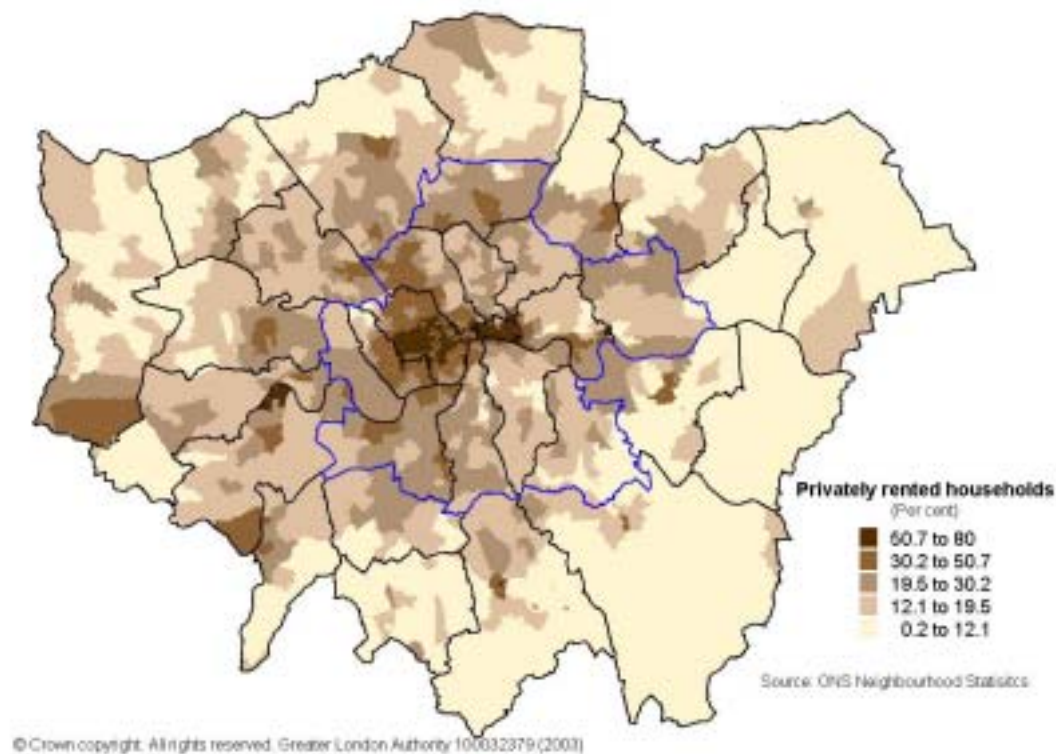 Privately rented households
(Per cent)
50.7 to 80
30.2 to 50.7
19.5 to 30.2
12.1 to 19.5
0.2 to 12.1
Source: ONS Neighbourhood Statisitcs
© Crown copyright. All rights reserved. Greater London Authority 100032379 (2003)